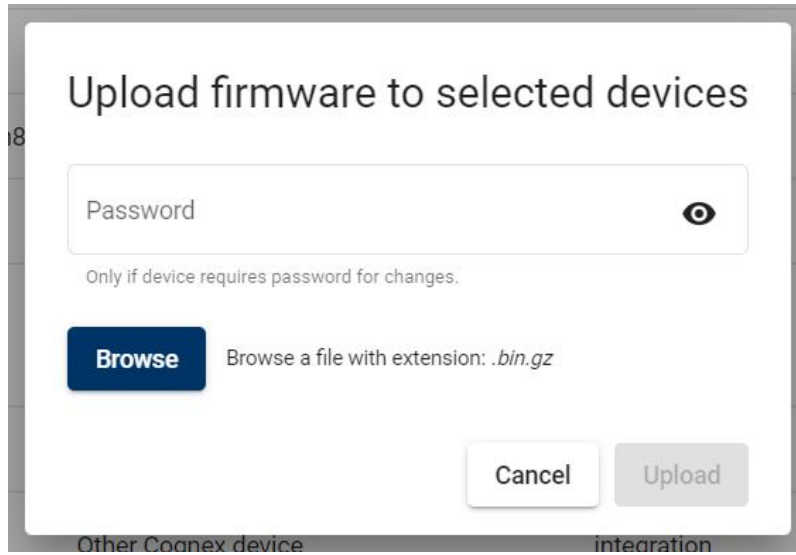 Upload firmware to selected devices
Password
Only if device requires password for changes.
Browse
Browse a file with extension: .bin.gz
Cancel
Upload
Other Cognex device
integration